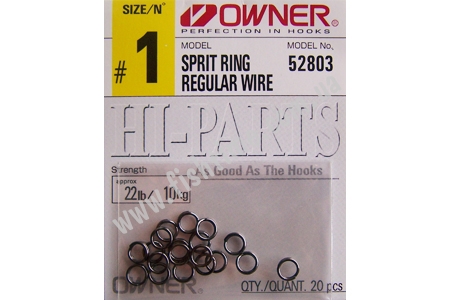 SIZE/N°
# 1
OWNER
PERFECTION IN HOOKS
MODEL
MODEL No.
SPRIT RING
52803
REGULAR WIRE
HI-PARTS
Strength
As Good As The Hooks
approx
22lb/ 10kg
OWNER
QTY./QUANT. 20 pcs